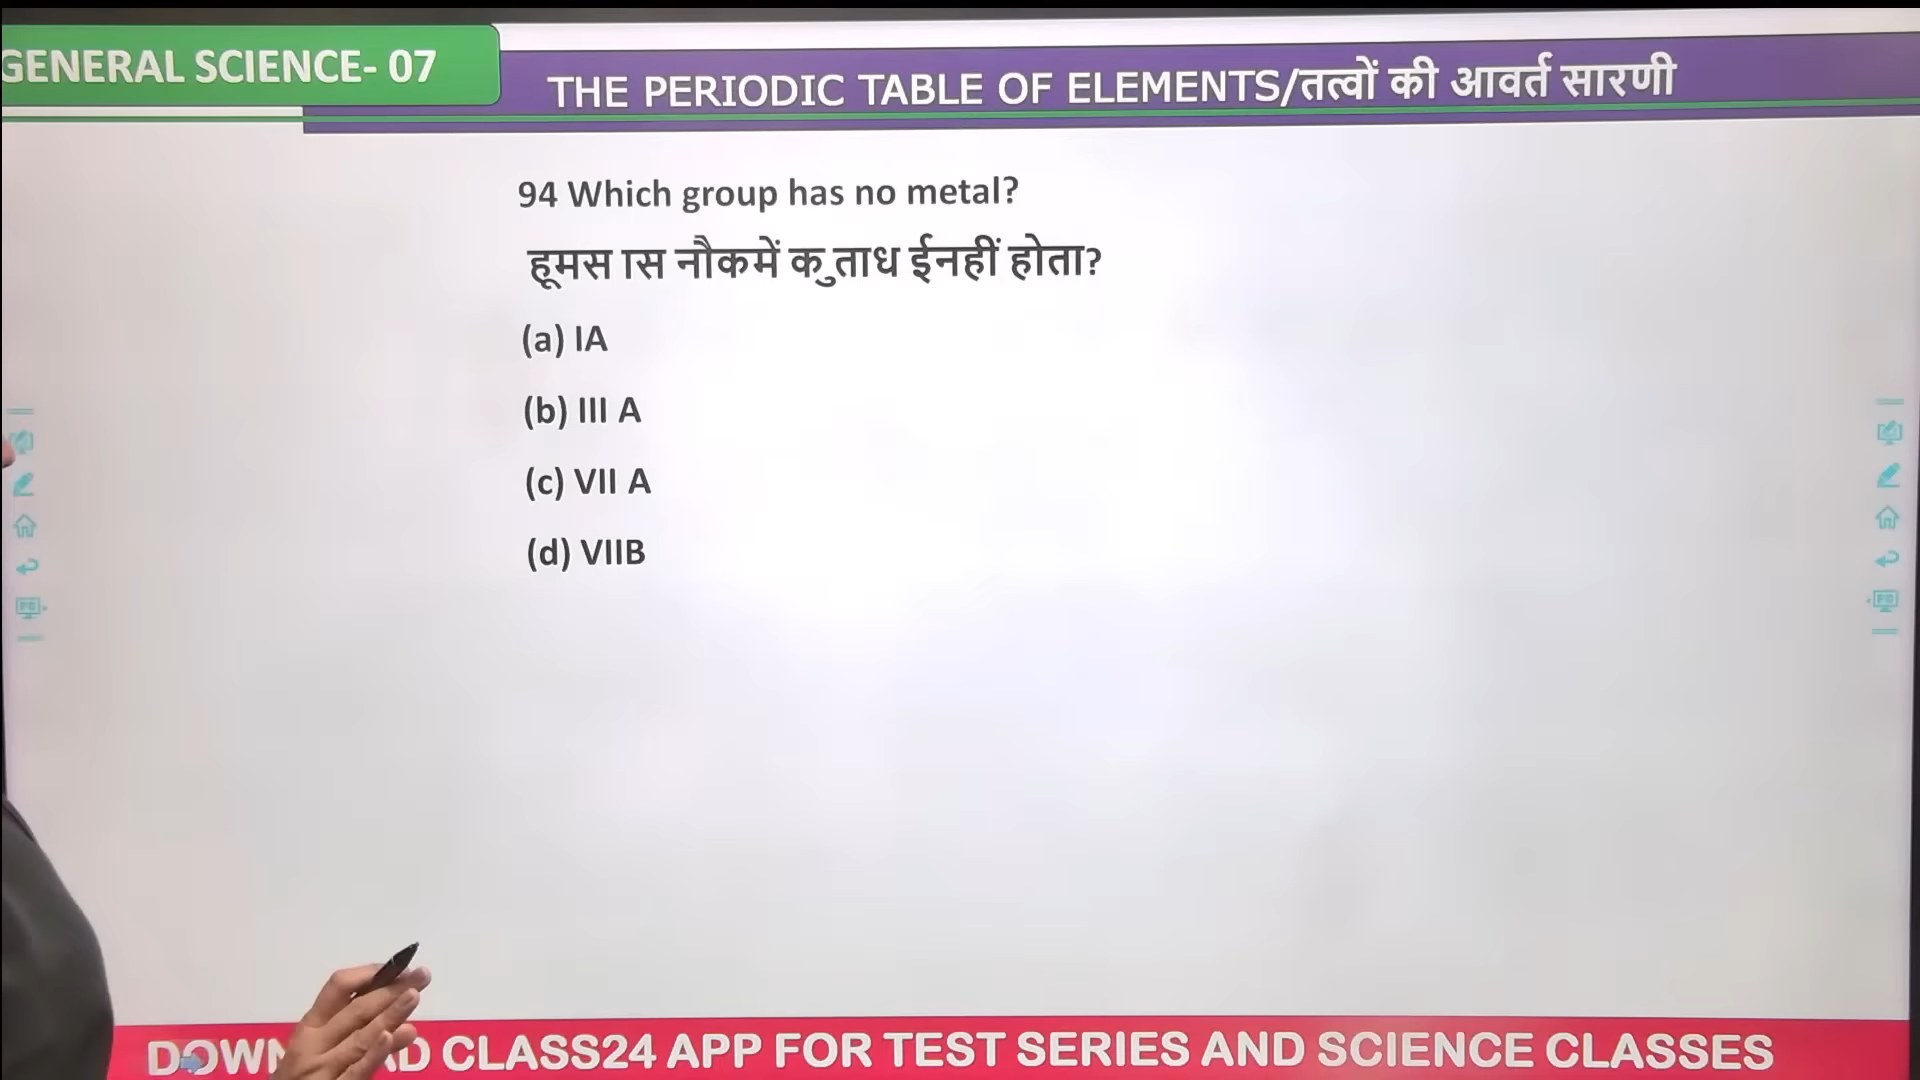 GENERAL SCIENCE- 07
THE PERIODIC TABLE OF ELEMENTS/तत्वों की आवर्त सारणी
94 Which group has no metal?
हूमस ास नौकमें क ुताध ईनहीं होता?
(a) IA
(b) III A
(c) VII A
(d) VIIB
CLASS24 APP FOR TEST SERIES AND SCIENCE CLASSES